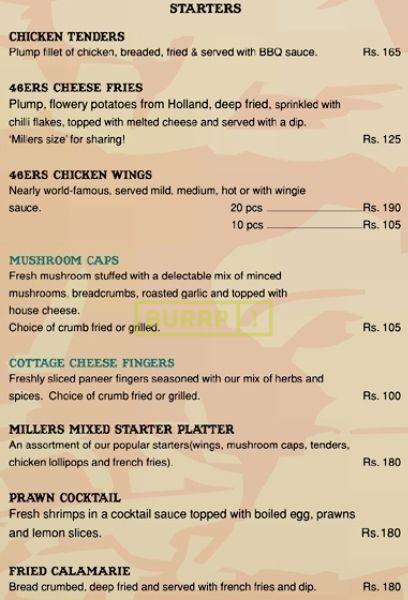 STARTERS
CHICKEN TENDERS
Plump fillet of chicken, breaded, fried & served with BBQ sauce. Rs. 165
46ERS CHEESE FRIES
Plump, flowery potatoes from Holland, deep fried, sprinkled with
chilli flakes, topped with melted cheese and served with a dip.
'Millers size' for sharing! Rs. 125
46ERS CHICKEN WINGS
Nearly world-famous, served mild, medium, hot or with wingie
sauce. 20 pcs Rs. 190
10 pcs Rs. 105
MUSHROOM CAPS
Fresh mushroom stuffed with a delectable mix of minced
mushrooms, breadcrumbs, roasted garlic and topped with
house cheese.
BURRP!
Choice of crumb fried or grilled. Rs. 105
COTTAGE CHEESE FINGERS
Freshly sliced paneer fingers seasoned with our mix of herbs and
spices. Choice of crumb fried or grilled. Rs. 100
MILLERS MIXED STARTER PLATTER
An assortment of our popular starters(wings, mushroom caps, tenders,
chicken lollipops and french fries). Rs. 180
PRAWN COCKTAIL
Fresh shrimps in a cocktail sauce topped with boiled egg, prawns
and lemon slices. Rs.180
FRIED CALAMARIE
Bread crumbed, deep fried and served with french fries and dip. Rs. 180